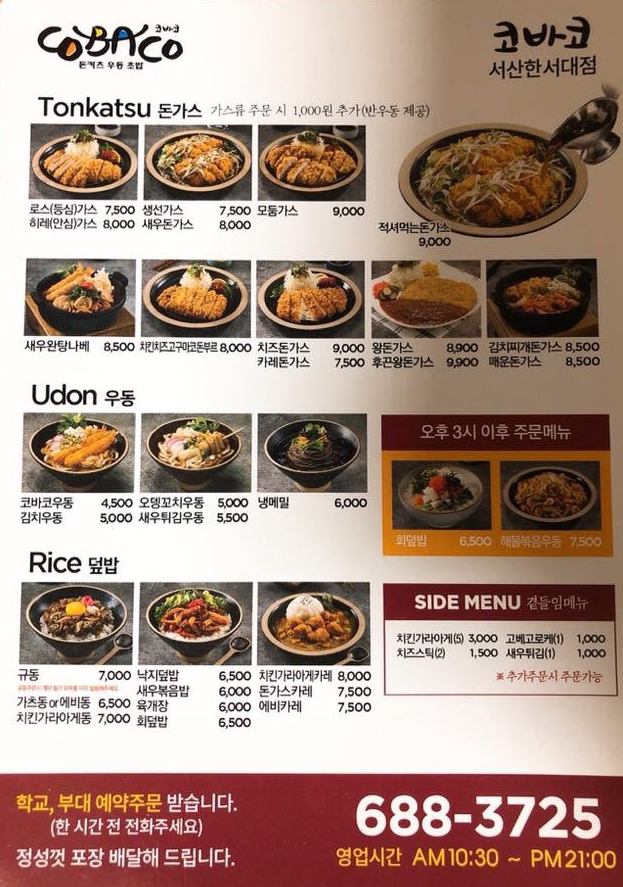 코바코
COBACO
돈카츠 우동 초밥
코바코
서산한서대점
Tonkatsu 돈가스 가스류 주문 시 1,000원 추가(반우동 제공)
로스(등심)가스 7,500
히레(안심)가스 8,000
생선가스 7,500
새우돈가스 8,000
모둠가스 9,000
적셔먹는돈가스
9,000
새우완탕나베 8,500
치킨치즈고구마코돈부르 8,000
치즈돈가스 9,000
카레돈가스 7,500
왕돈가스 8,900
후끈왕돈가스 9,900
김치찌개돈가스 8,500
매운돈가스 8,500
Udon 우동
코바코우동 4,500
김치우동 5,000
오뎅꼬치우동 5,000
새우튀김우동 5,500
냉메밀 6,000
오후 3시 이후 주문메뉴
회덮밥 6,500
해물볶음우동 7,500
Rice 덮밥
규동 7,000
가츠동 or 에비동 6,500
치킨가라아게동 7,000
낙지덮밥 6,500
새우볶음밥 6,000
육개장 6,000
회덮밥 6,500
치킨가라아게카레 8,000
돈가스카레 7,500
에비카레 7,500
SIDE MENU 곁들임메뉴
치킨가라아게(5) 3,000
고베고로케(1) 1,000
치즈스틱(2) 1,500
새우튀김(1) 1,000
※ 추가주문시 주문가능
학교, 부대 예약주문 받습니다.
(한 시간 전 전화주세요)
정성껏 포장 배달해 드립니다.
688-3725
영업시간 AM10:30 ~ PM21:00